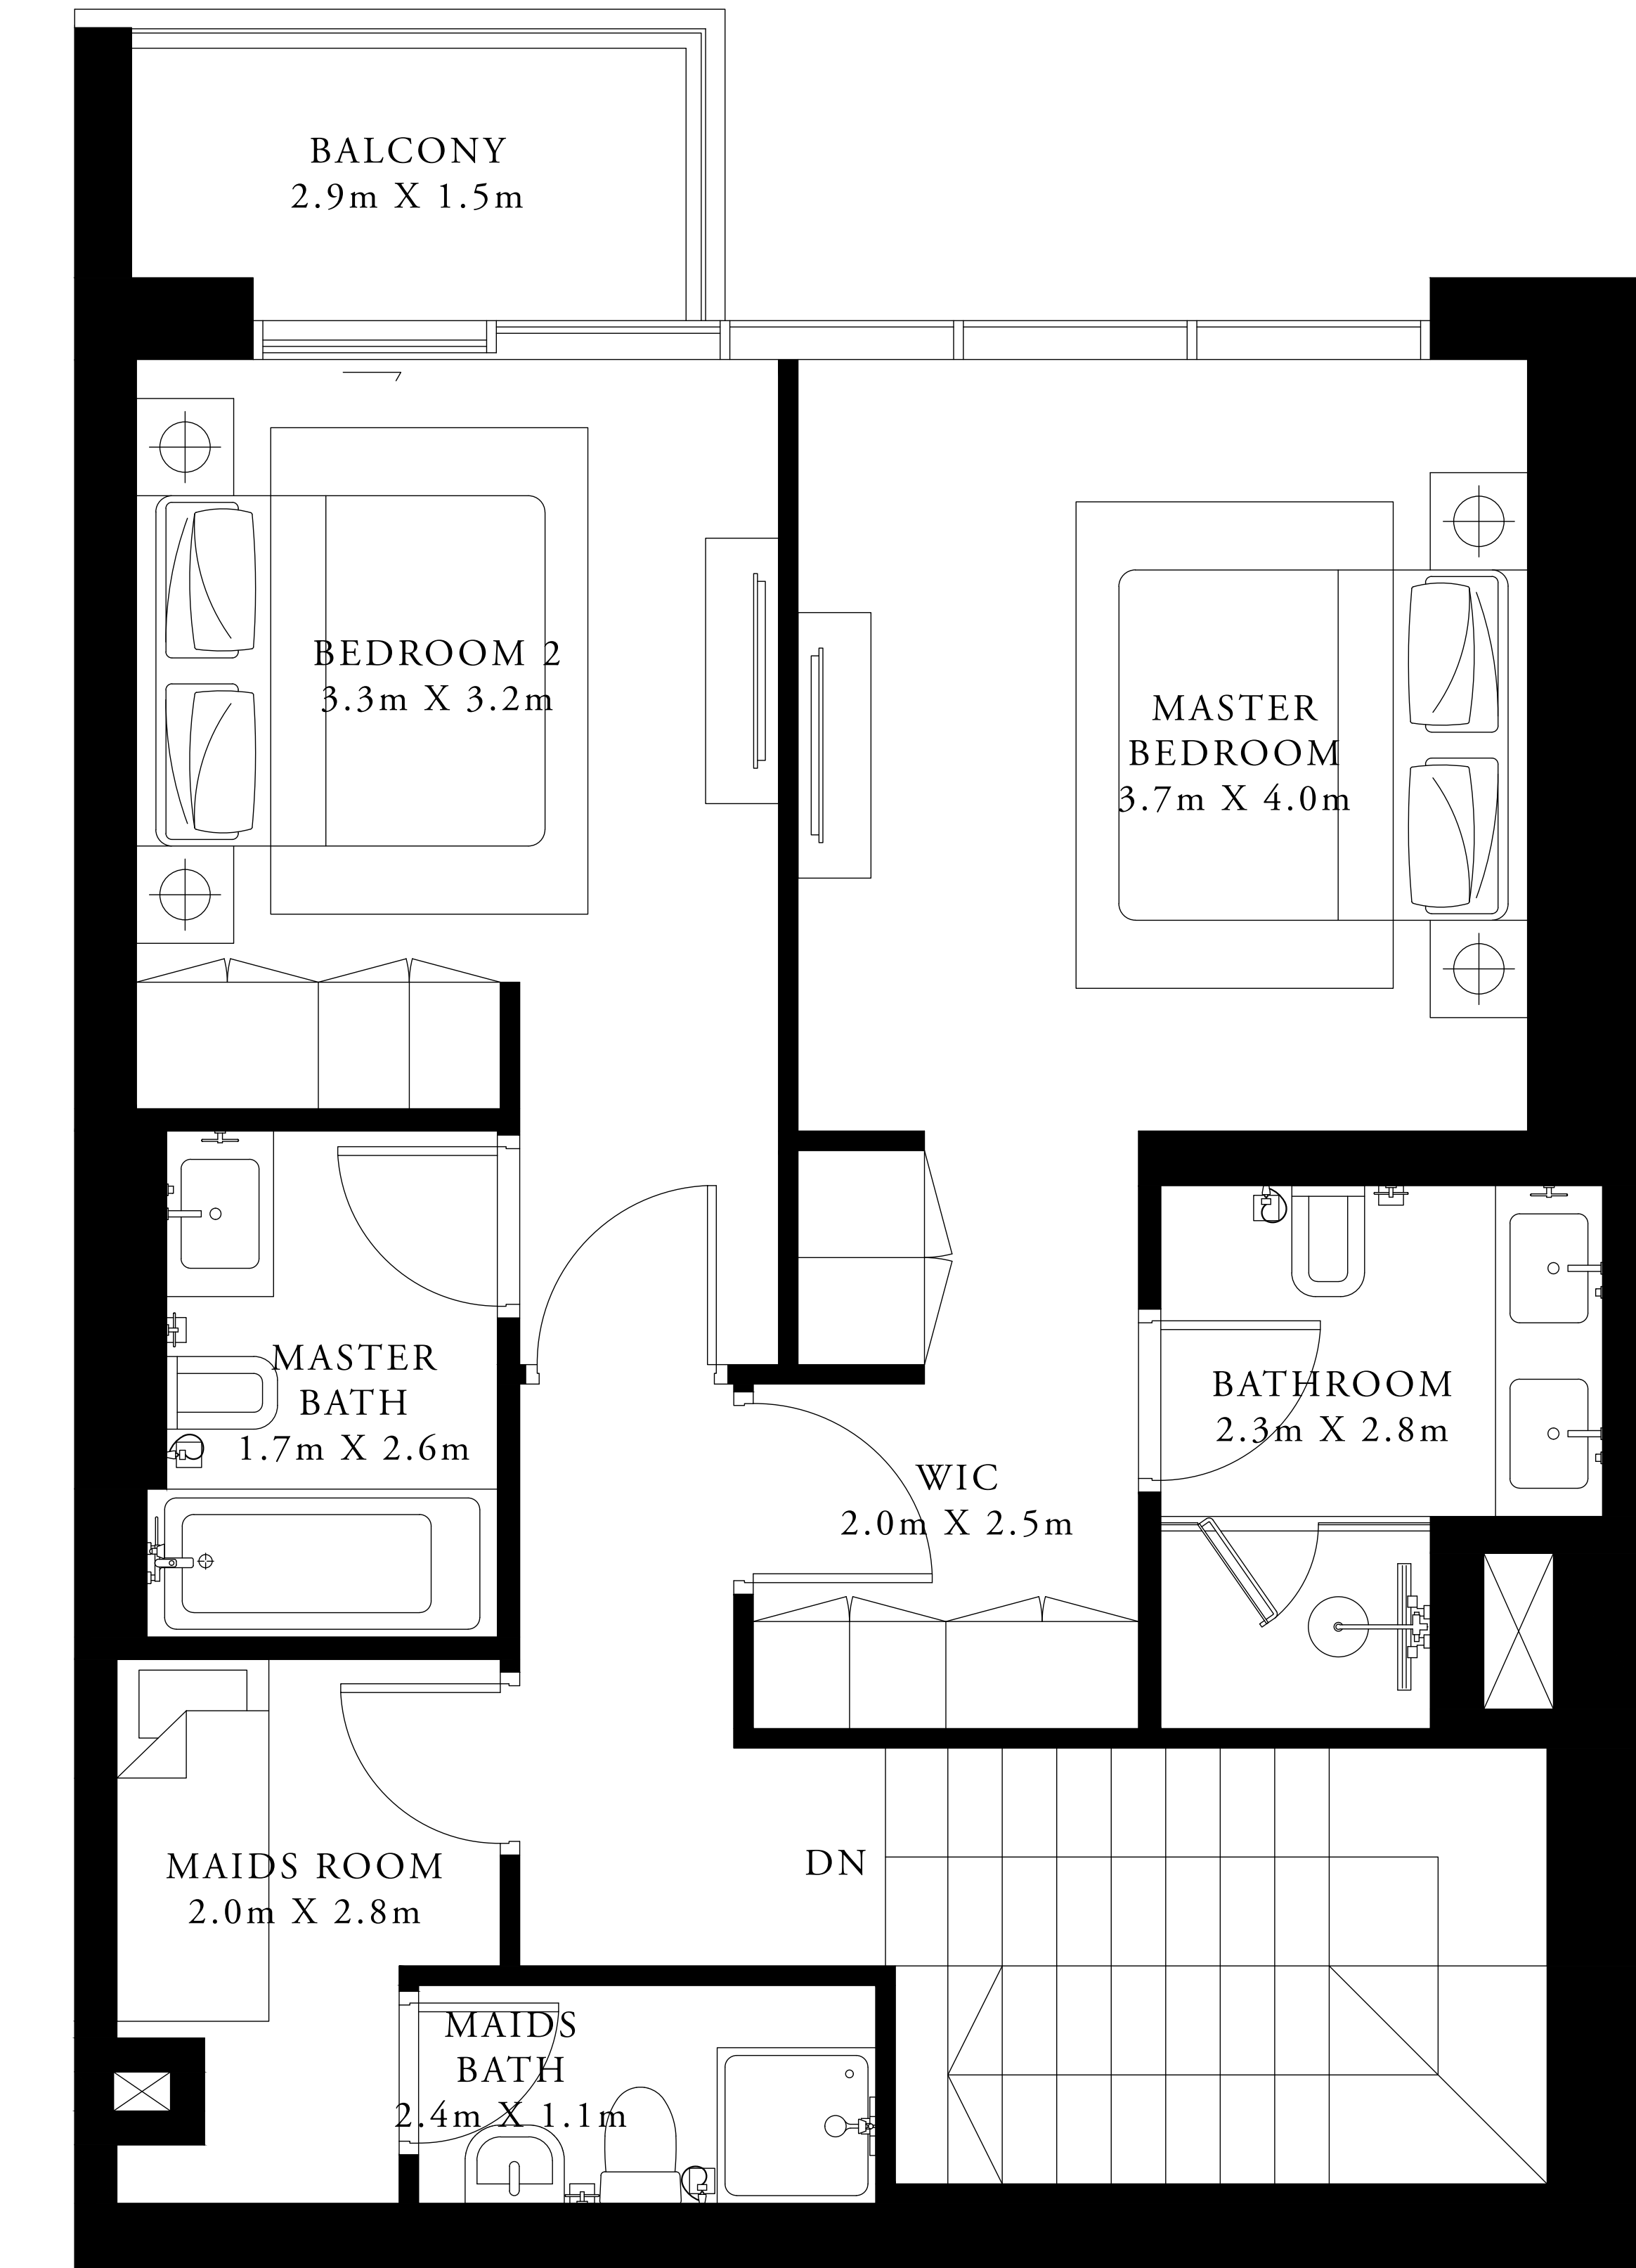 BALCONY
2.9m X 1.5m
BEDROOM 2
3.3m X 3.2m
MASTER
BEDROOM
3.7m X 4.0m
MASTER
BATH
1.7m X 2.6m
BATHROOM
2.3m X 2.8m
WIC
2.0m X 2.5m
MAIDS ROOM
2.0m X 2.8m
DN
MAIDS
BATH
2.4m X 1.1m